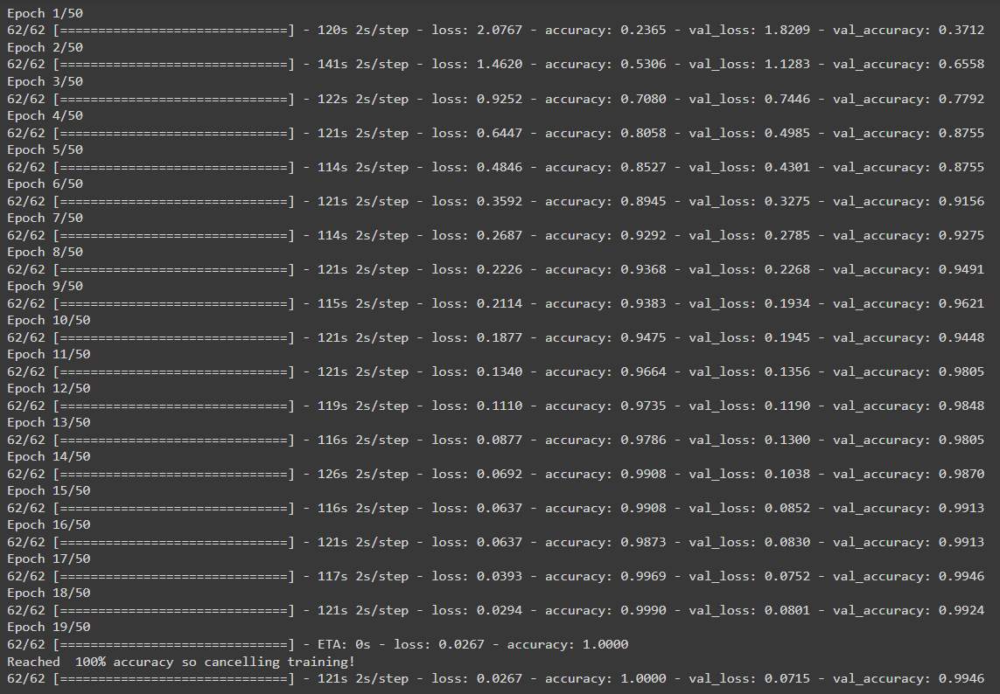 Epoch 1/50
62/62 [==============================] - 120s 2s/step - loss: 2.0767 - accuracy: 0.2365 - val_loss: 1.8209 - val_accuracy: 0.3712
Epoch 2/50
62/62 [==============================] - 141s 2s/step - loss: 1.4620 - accuracy: 0.5306 - val_loss: 1.1283 - val_accuracy: 0.6558
Epoch 3/50
62/62 [==============================] - 122s 2s/step - loss: 0.9252 - accuracy: 0.7080 - val_loss: 0.7446 - val_accuracy: 0.7792
Epoch 4/50
62/62 [==============================] - 121s 2s/step - loss: 0.6447 - accuracy: 0.8058 - val_loss: 0.4985 - val_accuracy: 0.8755
Epoch 5/50
62/62 [==============================] - 114s 2s/step - loss: 0.4846 - accuracy: 0.8527 - val_loss: 0.4301 - val_accuracy: 0.8755
Epoch 6/50
62/62 [==============================] - 121s 2s/step - loss: 0.3592 - accuracy: 0.8945 - val_loss: 0.3275 - val_accuracy: 0.9156
Epoch 7/50
62/62 [==============================] - 114s 2s/step - loss: 0.2687 - accuracy: 0.9292 - val_loss: 0.2785 - val_accuracy: 0.9275
Epoch 8/50
62/62 [==============================] - 121s 2s/step - loss: 0.2226 - accuracy: 0.9368 - val_loss: 0.2268 - val_accuracy: 0.9491
Epoch 9/50
62/62 [==============================] - 115s 2s/step - loss: 0.2114 - accuracy: 0.9383 - val_loss: 0.1934 - val_accuracy: 0.9621
Epoch 10/50
62/62 [==============================] - 121s 2s/step - loss: 0.1877 - accuracy: 0.9475 - val_loss: 0.1945 - val_accuracy: 0.9448
Epoch 11/50
62/62 [==============================] - 121s 2s/step - loss: 0.1340 - accuracy: 0.9664 - val_loss: 0.1356 - val_accuracy: 0.9805
Epoch 12/50
62/62 [==============================] - 119s 2s/step - loss: 0.1110 - accuracy: 0.9735 - val_loss: 0.1190 - val_accuracy: 0.9848
Epoch 13/50
62/62 [==============================] - 116s 2s/step - loss: 0.0877 - accuracy: 0.9786 - val_loss: 0.1300 - val_accuracy: 0.9805
Epoch 14/50
62/62 [==============================] - 126s 2s/step - loss: 0.0692 - accuracy: 0.9908 - val_loss: 0.1038 - val_accuracy: 0.9870
Epoch 15/50
62/62 [==============================] - 116s 2s/step - loss: 0.0637 - accuracy: 0.9908 - val_loss: 0.0852 - val_accuracy: 0.9913
Epoch 16/50
62/62 [==============================] - 121s 2s/step - loss: 0.0637 - accuracy: 0.9873 - val_loss: 0.0830 - val_accuracy: 0.9913
Epoch 17/50
62/62 [==============================] - 117s 2s/step - loss: 0.0393 - accuracy: 0.9969 - val_loss: 0.0752 - val_accuracy: 0.9946
Epoch 18/50
62/62 [==============================] - 121s 2s/step - loss: 0.0294 - accuracy: 0.9990 - val_loss: 0.0801 - val_accuracy: 0.9924
Epoch 19/50
62/62 [==============================] - ETA: 0s - loss: 0.0267 - accuracy: 1.0000
Reached  100% accuracy so cancelling training!
62/62 [==============================] - 121s 2s/step - loss: 0.0267 - accuracy: 1.0000 - val_loss: 0.0715 - val_accuracy: 0.9946